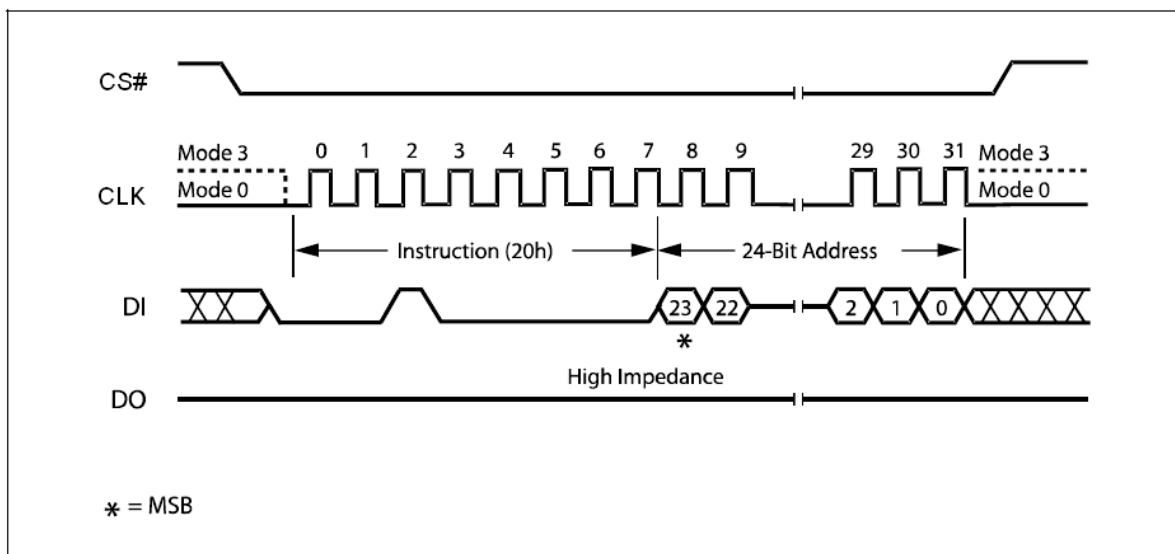 CS#
Mode 3 0 1 2 3 4 5 6 7 8 9 29 30 31 Mode 3
CLK Mode 0 Mode 0
Instruction (20h) 24-Bit Address
DI 23 22 2 1 0
*
High Impedance
DO
* = MSB